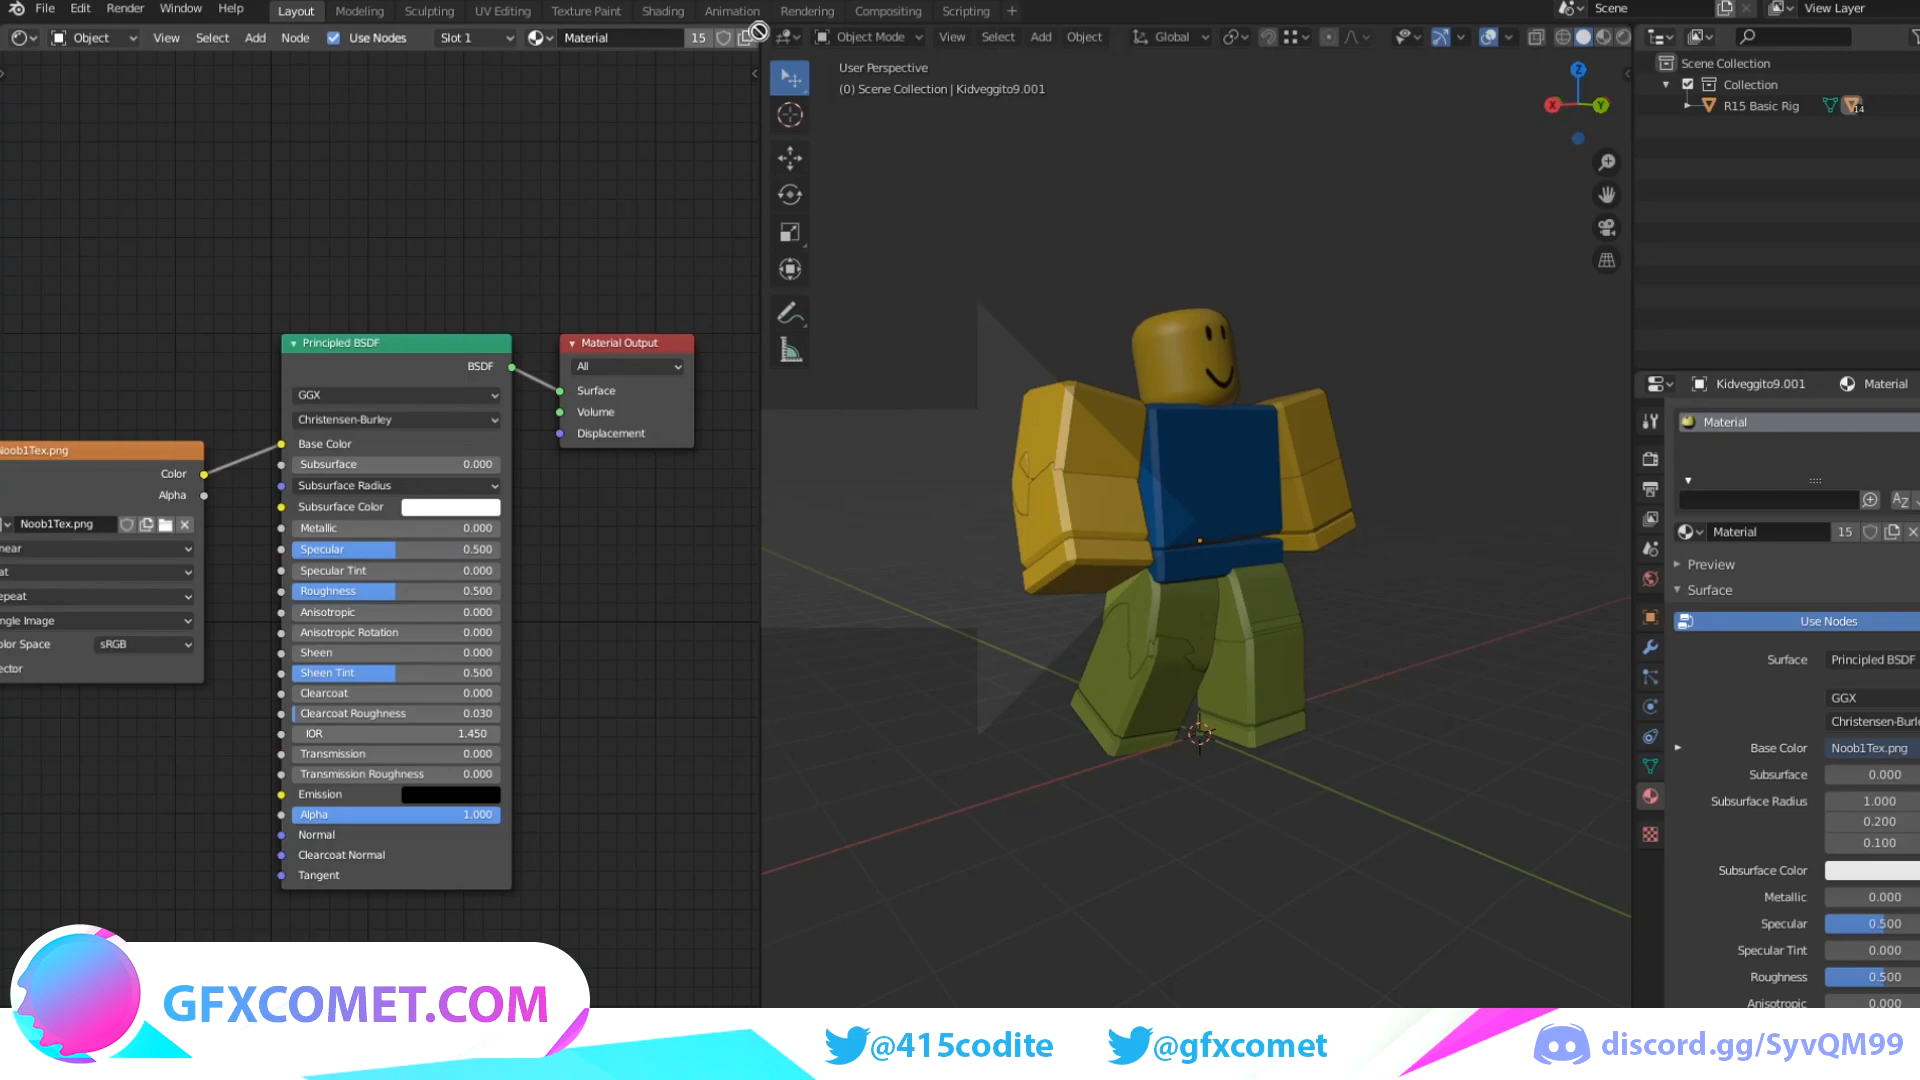 File Edit Render Window Help Layout Modeling Sculpting UV Editing Texture Paint Shading Animation Rendering Compositing Scripting Scene View Layer
Object View Select Add Node Use Nodes Slot 1 Material 15
Object Mode View Select Add Object Global
User Perspective
(0) Scene Collection | Kidveggito9.001
Scene Collection
Collection
R15 Basic Rig 14
Noob1Tex.png
Color
Alpha
Noob1Tex.png
near
at
epeat
ngle Image
olor Space sRGB
ector
Principled BSDF
BSDF
GGX
Christensen-Burley
Base Color
Subsurface 0.000
Subsurface Radius
Subsurface Color
Metallic 0.000
Specular 0.500
Specular Tint 0.000
Roughness 0.500
Anisotropic 0.000
Anisotropic Rotation 0.000
Sheen 0.000
Sheen Tint 0.500
Clearcoat 0.000
Clearcoat Roughness 0.030
IOR 1.450
Transmission 0.000
Transmission Roughness 0.000
Emission
Alpha 1.000
Normal
Clearcoat Normal
Tangent
Material Output
All
Surface
Volume
Displacement
Z
X Y
Kidveggito9.001 Material
Material
Material 15
Preview
Surface
Use Nodes
Surface Principled BSDF
GGX
Christensen-Burl
Base Color Noob1Tex.png
Subsurface 0.000
Subsurface Radius 1.000
0.200
0.100
Subsurface Color
Metallic 0.000
Specular 0.500
Specular Tint 0.000
Roughness 0.500
Anisotropic 0.000
GFXCOMET.COM
@415codite @gfxcomet discord.gg/SyvQM99